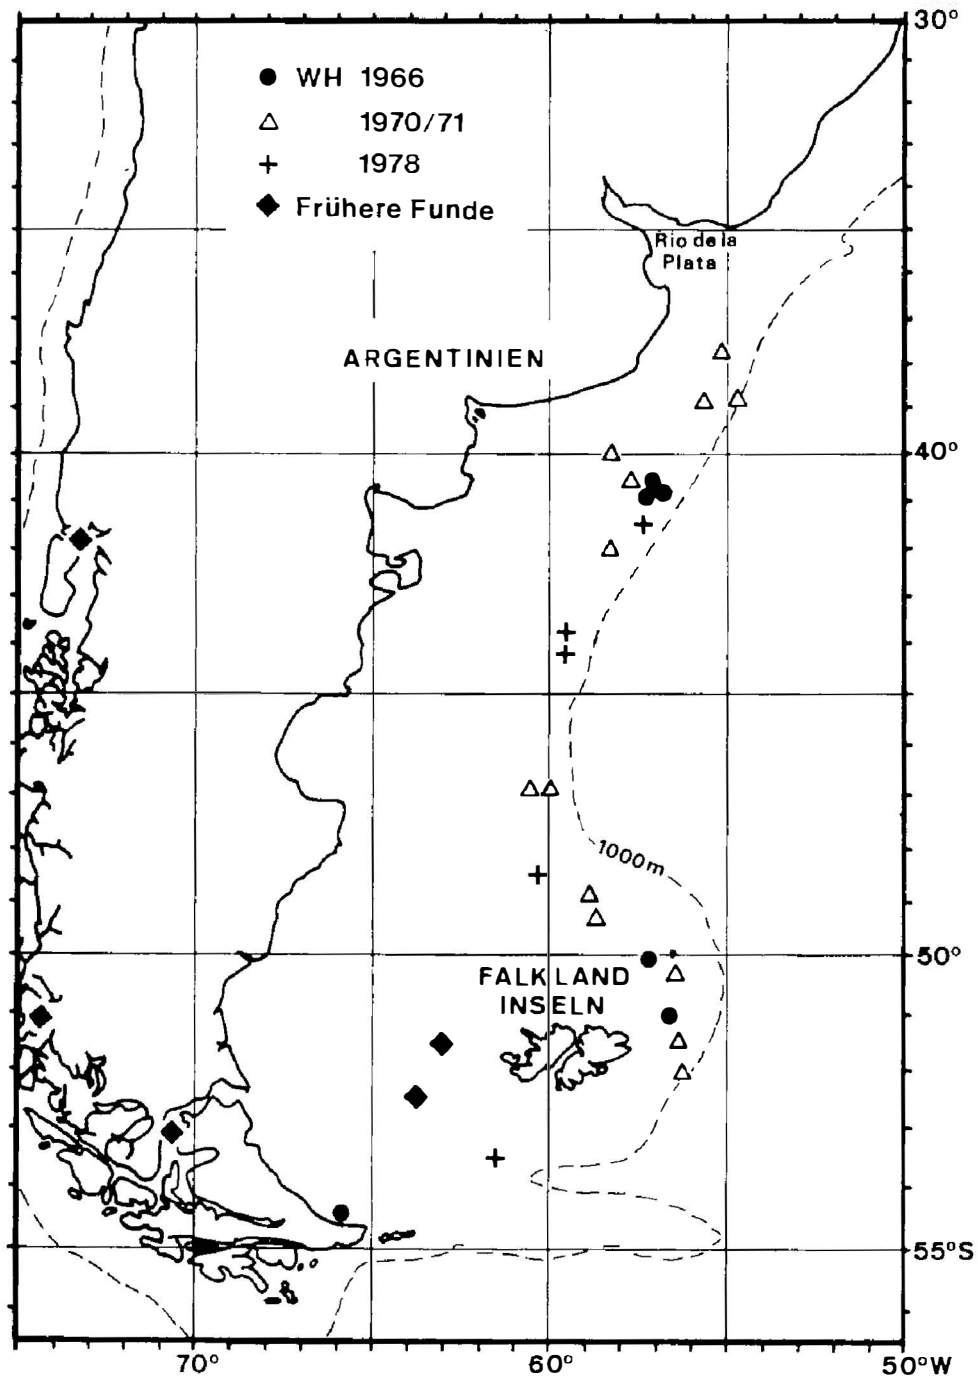 30°
WH 1966
1970/71
1978
Frühere Funde
Rio de la
Plata
ARGENTINIEN
40°
1000m
50°
FALKLAND
INSELN
55°S
70°
60°
50°W